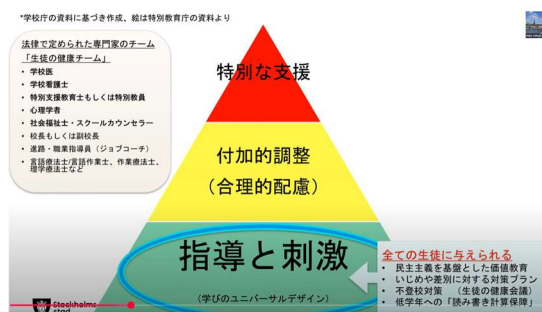 *学校庁の資料に基づき作成、絵は特別教育庁の資料より
法律で定められた専門家のチーム
「生徒の健康チーム」
• 学校医
• 学校看護士
• 特別支援教育士もしくは特別教員
• 心理学者
• 社会福祉士・スクールカウンセラー
• 校長もしくは副校長
• 進路・職業指導員（ジョブコーチ）
• 言語療法士/言語作業士、作業療法士、
理学療法士など
特別な支援
付加的調整
（合理的配慮）
指導と刺激
（学びのユニバーサルデザイン）
全ての生徒に与えられる
• 民主主義を基盤とした価値教育
• いじめや差別に対する対策プラン
• 不登校対策　（生徒の健康会議）
• 低学年への「読み書き計算保障」
Stockholms
stad